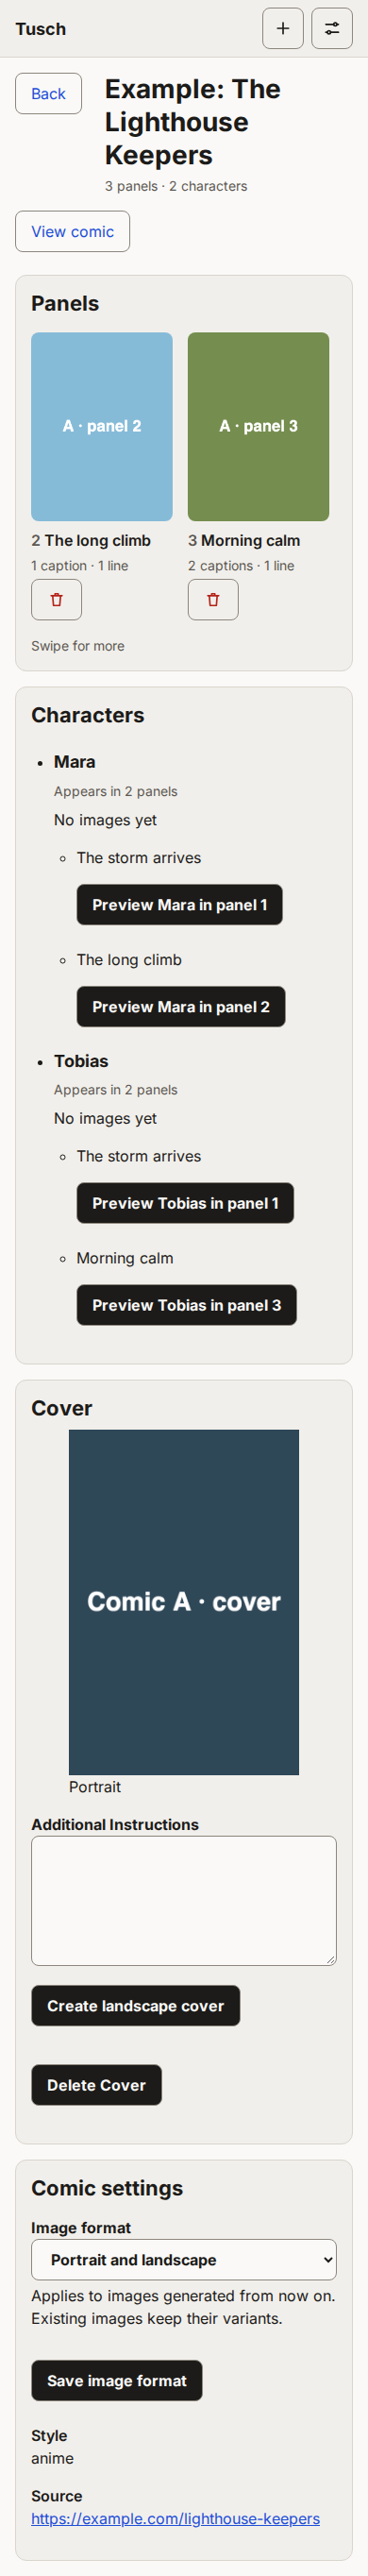 Tusch
Back
Example: The
Lighthouse
Keepers
3 panels · 2 characters
View comic
Panels
A · panel 2
A · panel 3
2 The long climb
3 Morning calm
1 caption · 1 line
2 captions · 1 line
Swipe for more
Characters
Mara
Appears in 2 panels
No images yet
The storm arrives
Preview Mara in panel 1
The long climb
Preview Mara in panel 2
Tobias
Appears in 2 panels
No images yet
The storm arrives
Preview Tobias in panel 1
Morning calm
Preview Tobias in panel 3
Cover
Comic A · cover
Portrait
Additional Instructions
Create landscape cover
Delete Cover
Comic settings
Image format
Portrait and landscape
Applies to images generated from now on.
Existing images keep their variants.
Save image format
Style
anime
Source
https://example.com/lighthouse-keepers